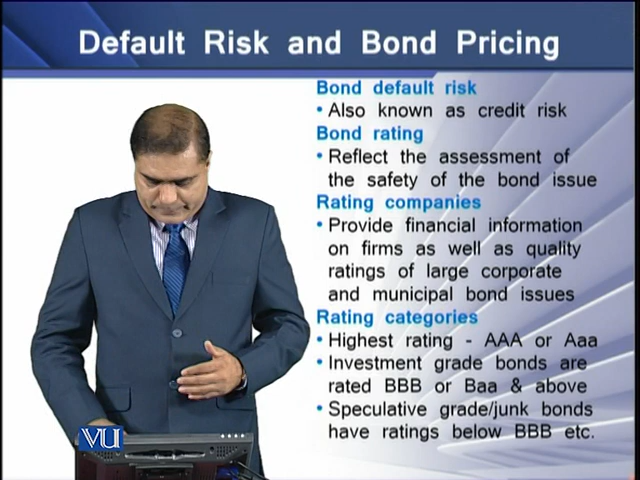 Default Risk and Bond Pricing
Bond default risk
• Also known as credit risk
Bond rating
• Reflect the assessment of
the safety of the bond issue
Rating companies
• Provide financial information
on firms as well as quality
ratings of large corporate
and municipal bond issues
Rating categories
• Highest rating - AAA or Aaa
• Investment grade bonds are
rated BBB or Baa & above
• Speculative grade/junk bonds
have ratings below BBB etc.
VU